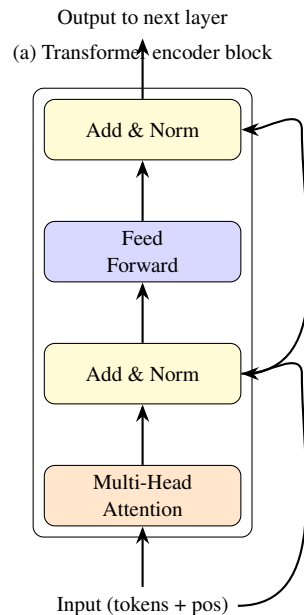 Output to next layer
(a) Transformer encoder block
Add & Norm
Feed
Forward
Add & Norm
Multi-Head
Attention
Input (tokens + pos)